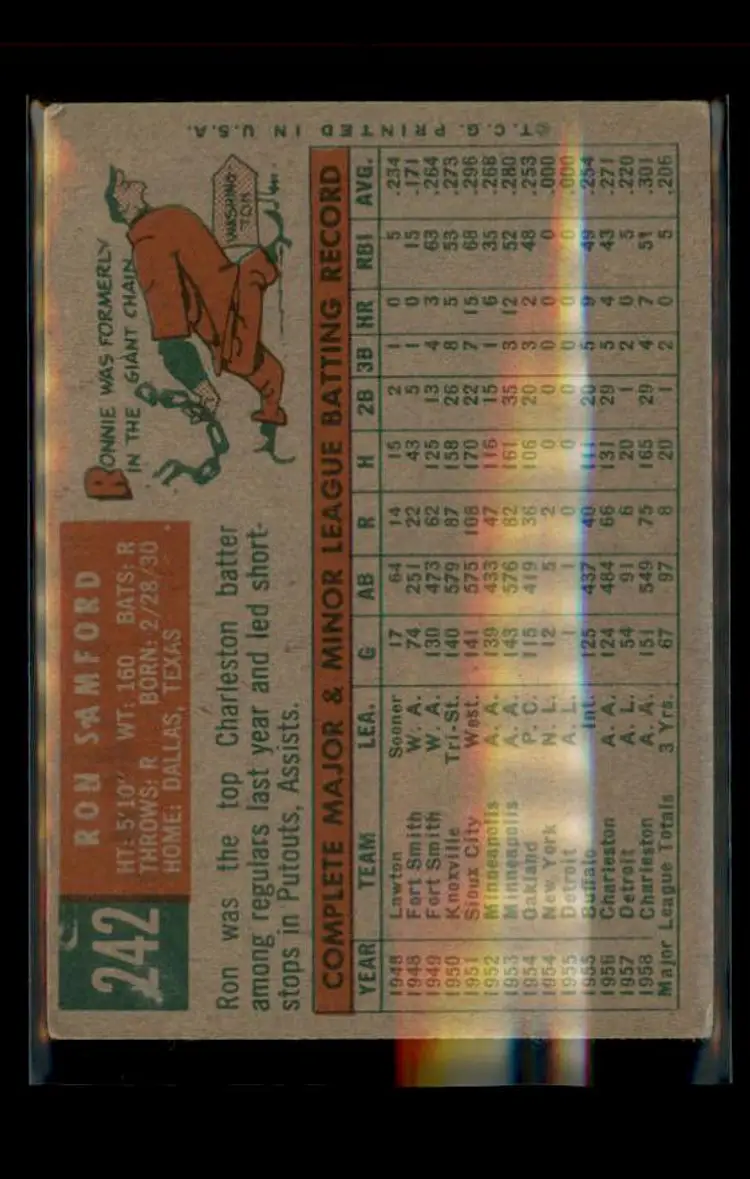 242
RON SAMFORD
HT: 5'10" WT: 160 BATS: R
THROWS: R BORN: 2/28/30
HOME: DALLAS, TEXAS
RONNIE WAS FORMERLY
IN THE GIANT CHAIN
WASHING
TON
Ron was the top Charleston batter
among regulars last year and led short-
stops in Putouts, Assists.
COMPLETE MAJOR & MINOR LEAGUE BATTING RECORD
YEAR TEAM LEA. G AB R H 2B 3B HR RBI AVG.
1948 Lawton Sooner 17 64 14 15 2 1 0 5 .234
1948 Fort Smith W. A. 74 251 22 43 5 1 0 15 .171
1949 Fort Smith W. A. 130 473 62 125 13 4 3 63 .264
1950 Knoxville Tri-St. 140 579 87 158 26 8 5 53 .273
1951 Sioux City West. 141 575 108 170 22 7 15 68 .296
1952 Minneapolis A. A. 139 433 47 116 15 1 6 35 .268
1953 Minneapolis A. A. 143 576 82 161 35 3 12 52 .280
1954 Oakland P. C. 115 419 36 106 20 3 2 48 .253
1954 New York N. L. 12 5 2 0 0 0 0 0 .000
1955 Detroit A. L. 1 1 0 0 0 0 0 0 .000
1955 Buffalo Int. 125 437 40 111 20 5 9 49 .254
1956 Charleston A. A. 124 484 66 131 29 5 4 43 .271
1957 Detroit A. L. 54 91 6 20 1 2 0 5 .220
1958 Charleston A. A. 151 549 75 165 29 4 7 51 .301
Major League Totals 3 Yrs. 67 97 8 20 1 2 0 5 .206
©T.C.G. PRINTED IN U.S.A.